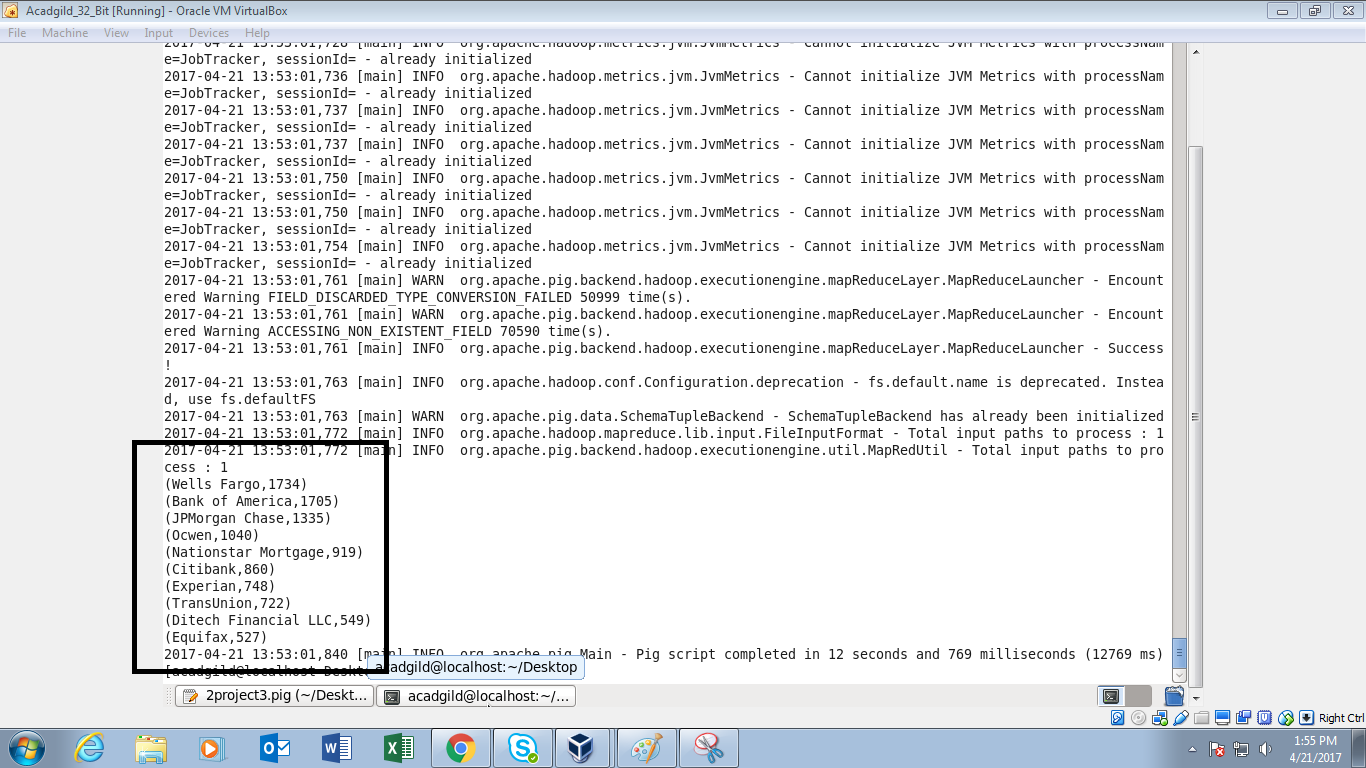 Acadgild_32_Bit [Running] - Oracle VM VirtualBox
File Machine View Input Devices Help
2017-04-21 13:53:01,728 [main] INFO  org.apache.hadoop.metrics.jvm.JvmMetrics - Cannot initialize JVM Metrics with processNam
e=JobTracker, sessionId= - already initialized
2017-04-21 13:53:01,736 [main] INFO  org.apache.hadoop.metrics.jvm.JvmMetrics - Cannot initialize JVM Metrics with processNam
e=JobTracker, sessionId= - already initialized
2017-04-21 13:53:01,737 [main] INFO  org.apache.hadoop.metrics.jvm.JvmMetrics - Cannot initialize JVM Metrics with processNam
e=JobTracker, sessionId= - already initialized
2017-04-21 13:53:01,737 [main] INFO  org.apache.hadoop.metrics.jvm.JvmMetrics - Cannot initialize JVM Metrics with processNam
e=JobTracker, sessionId= - already initialized
2017-04-21 13:53:01,750 [main] INFO  org.apache.hadoop.metrics.jvm.JvmMetrics - Cannot initialize JVM Metrics with processNam
e=JobTracker, sessionId= - already initialized
2017-04-21 13:53:01,750 [main] INFO  org.apache.hadoop.metrics.jvm.JvmMetrics - Cannot initialize JVM Metrics with processNam
e=JobTracker, sessionId= - already initialized
2017-04-21 13:53:01,754 [main] INFO  org.apache.hadoop.metrics.jvm.JvmMetrics - Cannot initialize JVM Metrics with processNam
e=JobTracker, sessionId= - already initialized
2017-04-21 13:53:01,761 [main] WARN  org.apache.pig.backend.hadoop.executionengine.mapReduceLayer.MapReduceLauncher - Encount
ered Warning FIELD_DISCARDED_TYPE_CONVERSION_FAILED 50999 time(s).
2017-04-21 13:53:01,761 [main] WARN  org.apache.pig.backend.hadoop.executionengine.mapReduceLayer.MapReduceLauncher - Encount
ered Warning ACCESSING_NON_EXISTENT_FIELD 70590 time(s).
2017-04-21 13:53:01,761 [main] INFO  org.apache.pig.backend.hadoop.executionengine.mapReduceLayer.MapReduceLauncher - Success
!
2017-04-21 13:53:01,763 [main] INFO  org.apache.hadoop.conf.Configuration.deprecation - fs.default.name is deprecated. Instea
d, use fs.defaultFS
2017-04-21 13:53:01,763 [main] WARN  org.apache.pig.data.SchemaTupleBackend - SchemaTupleBackend has already been initialized
2017-04-21 13:53:01,772 [main] INFO  org.apache.hadoop.mapreduce.lib.input.FileInputFormat - Total input paths to process : 1
2017-04-21 13:53:01,772 [main] INFO  org.apache.pig.backend.hadoop.executionengine.util.MapRedUtil - Total input paths to pro
cess : 1
(Wells Fargo,1734)
(Bank of America,1705)
(JPMorgan Chase,1335)
(Ocwen,1040)
(Nationstar Mortgage,919)
(Citibank,860)
(Experian,748)
(TransUnion,722)
(Ditech Financial LLC,549)
(Equifax,527)
2017-04-21 13:53:01,840 [main] INFO  org.apache.pig.Main - Pig script completed in 12 seconds and 769 milliseconds (12769 ms)
[acadgild@localhost Deskt
acadgild@localhost:~/Desktop
2project3.pig (~/Deskt...
acadgild@localhost:~/...
Right Ctrl
1:55 PM
4/21/2017